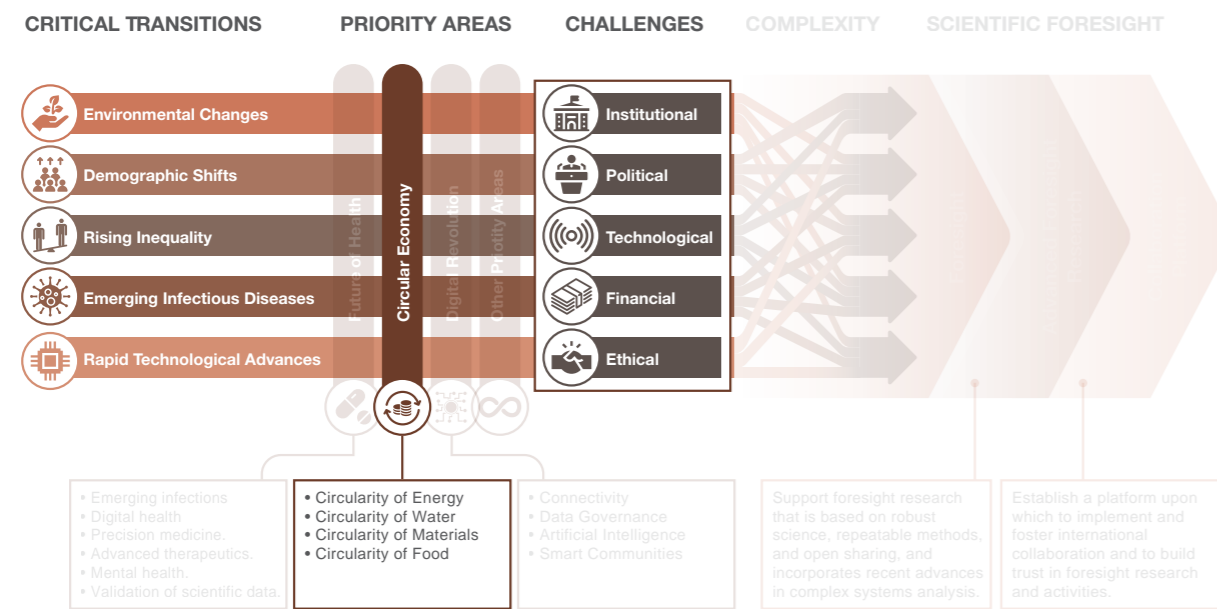 CRITICAL TRANSITIONS
PRIORITY AREAS
CHALLENGES
COMPLEXITY
SCIENTIFIC FORESIGHT
Environmental Changes
Demographic Shifts
Rising Inequality
Emerging Infectious Diseases
Rapid Technological Advances
Future of Health
Circular Economy
Digital Revolution
Other Priotity Areas
Institutional
Political
Technological
Financial
Ethical
• Emerging infections
• Digital health
• Precision medicine.
• Advanced therapeutics.
• Mental health.
• Validation of scientific data.
• Circularity of Energy
• Circularity of Water
• Circularity of Materials
• Circularity of Food
• Connectivity
• Data Governance
• Artificial Intelligence
• Smart Communities
Support foresight research
that is based on robust
science, repeatable methods,
and open sharing, and
incorporates recent advances
in complex systems analysis.
Establish a platform upon
which to implement and
foster international
collaboration and to build
trust in foresight research
and activities.